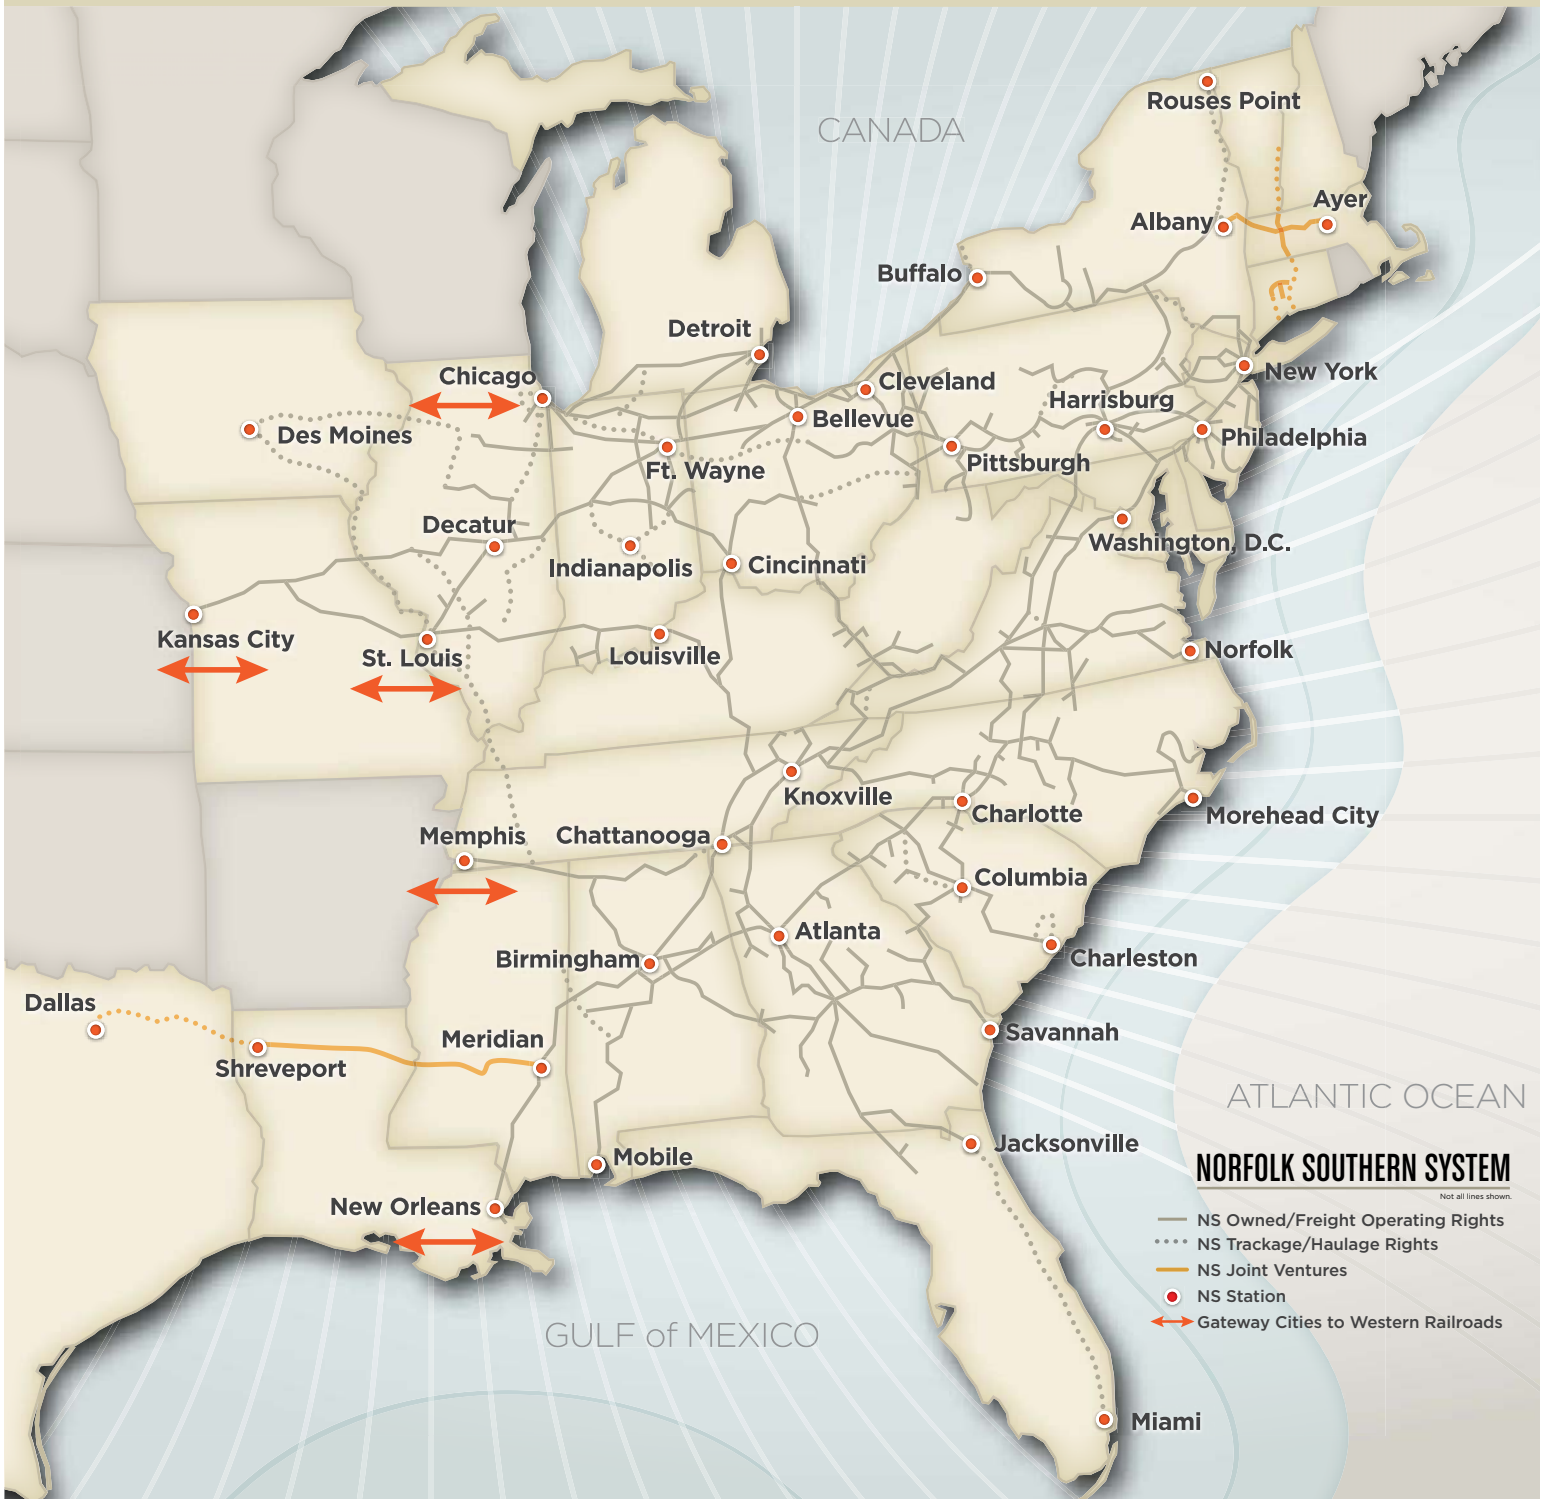 Rouses Point
CANADA
Ayer
Albany
Buffalo
Detroit
Chicago
Cleveland
New York
Harrisburg
Bellevue
Des Moines
Philadelphia
Pittsburgh
Ft. Wayne
Decatur
Washington, D.C.
Indianapolis
Cincinnati
Kansas City
St. Louis
Louisville
Norfolk
Knoxville
Charlotte
Morehead City
Memphis
Chattanooga
Columbia
Atlanta
Birmingham
Charleston
Dallas
Savannah
Meridian
Shreveport
ATLANTIC OCEAN
Jacksonville
Mobile
New Orleans
GULF of MEXICO
Miami
NORFOLK SOUTHERN SYSTEM
Not all lines shown.
NS Owned/Freight Operating Rights
NS Trackage/Haulage Rights
NS Joint Ventures
NS Station
Gateway Cities to Western Railroads